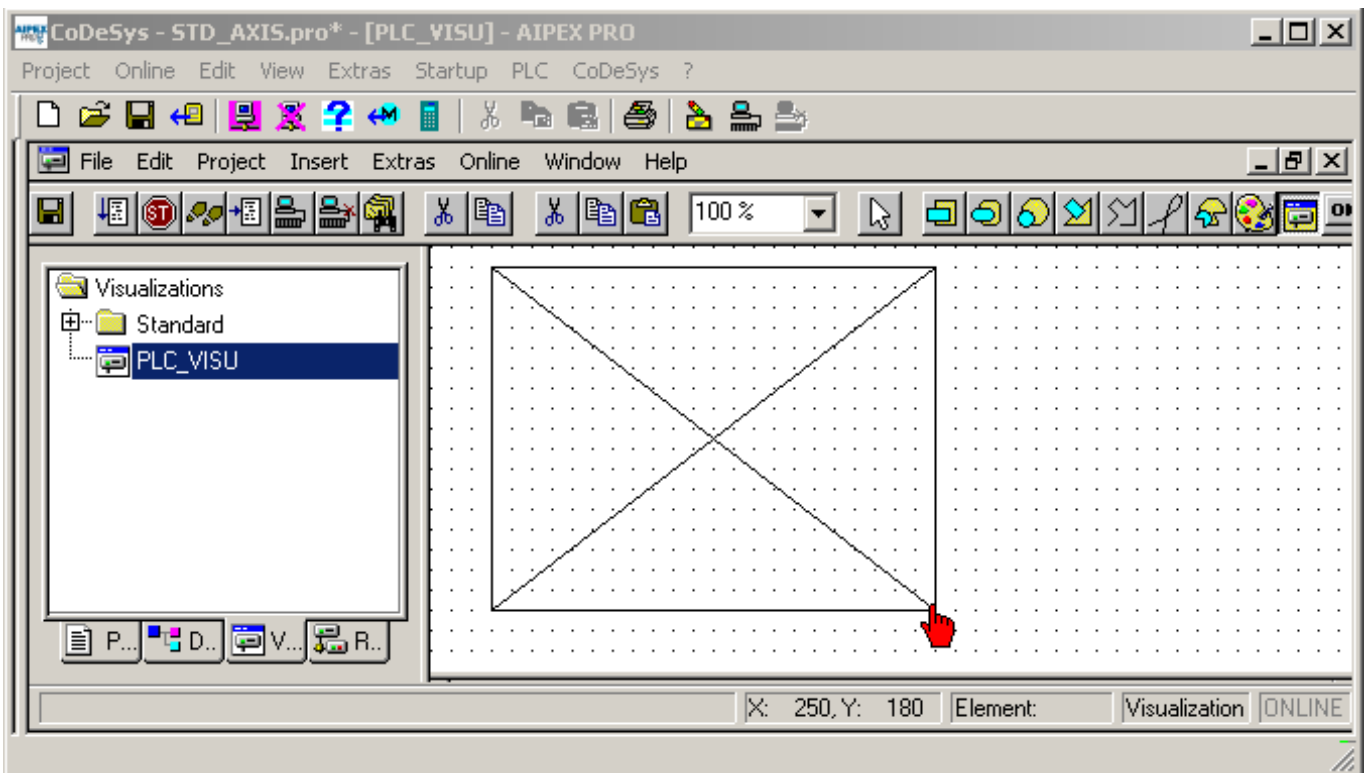 CoDeSys - STD_AXIS.pro* - [PLC_VISU] - AIPEX PRO
Project Online Edit View Extras Startup PLC CoDeSys ?
File Edit Project Insert Extras Online Window Help
ST 100 %
Visualizations
Standard
PLC_VISU
P... D.. V... R..
X: 250, Y: 180 Element: Visualization ONLINE